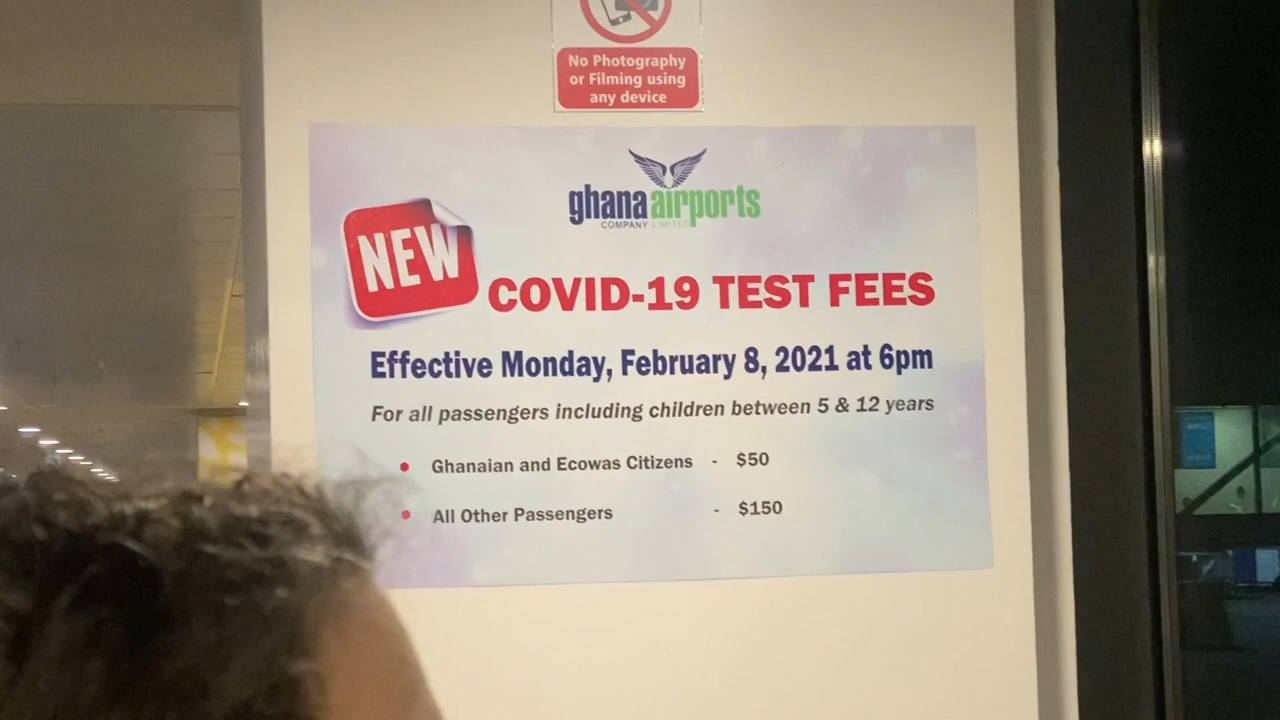 No Photography
or Filming using
any device
ghana airports
COMPANY LIMITED
NEW
COVID-19 TEST FEES
Effective Monday, February 8, 2021 at 6pm
For all passengers including children between 5 & 12 years
• Ghanaian and Ecowas Citizens - $50
• All Other Passengers - $150